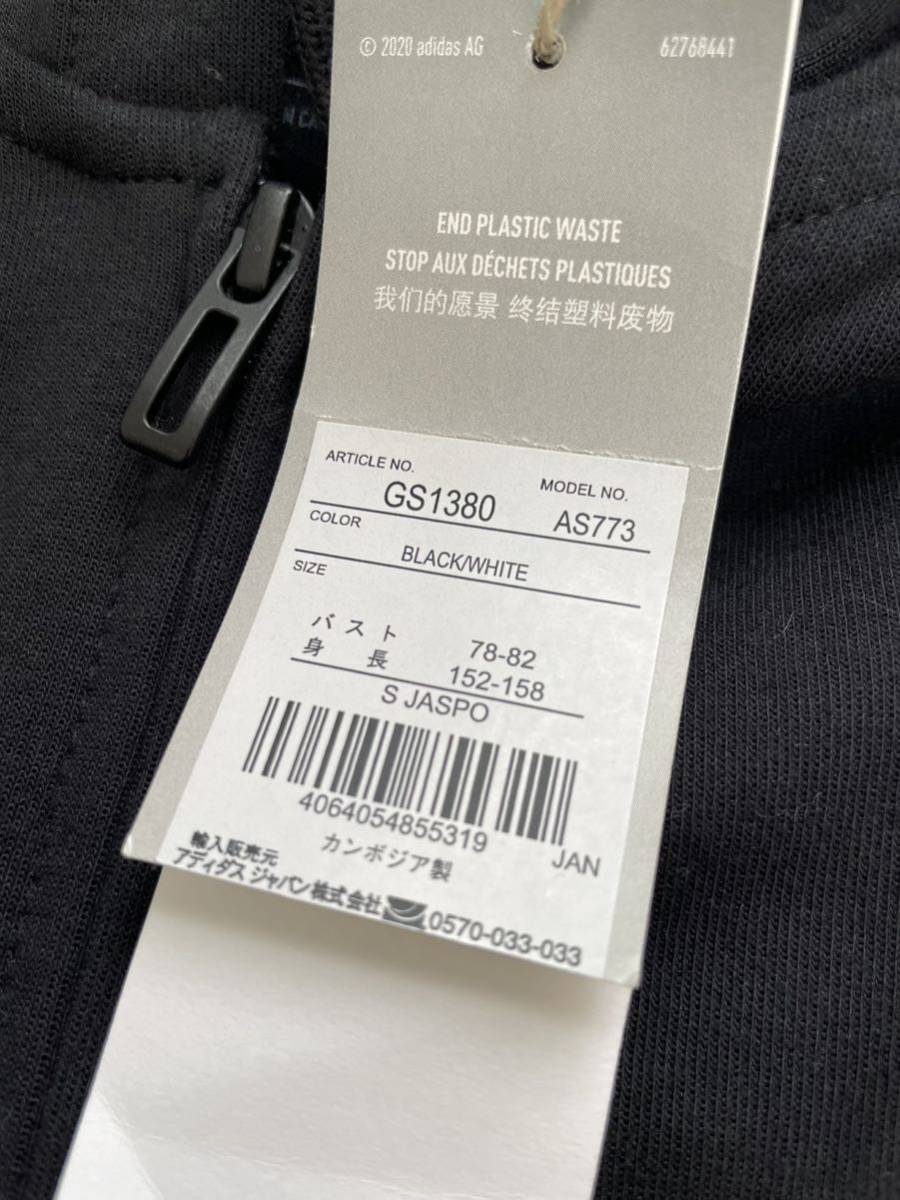 © 2020 adidas AG 62768441
END PLASTIC WASTE
STOP AUX DÉCHETS PLASTIQUES
我们的愿景 终结塑料废物
ARTICLE NO. MODEL NO.
GS1380 AS773
COLOR
BLACK/WHITE
SIZE
バスト 78-82
身長 152-158
S JASPO
4064054855319 JAN
カンボジア製
輸入販売元
アディダス ジャパン株式会社 0570-033-033